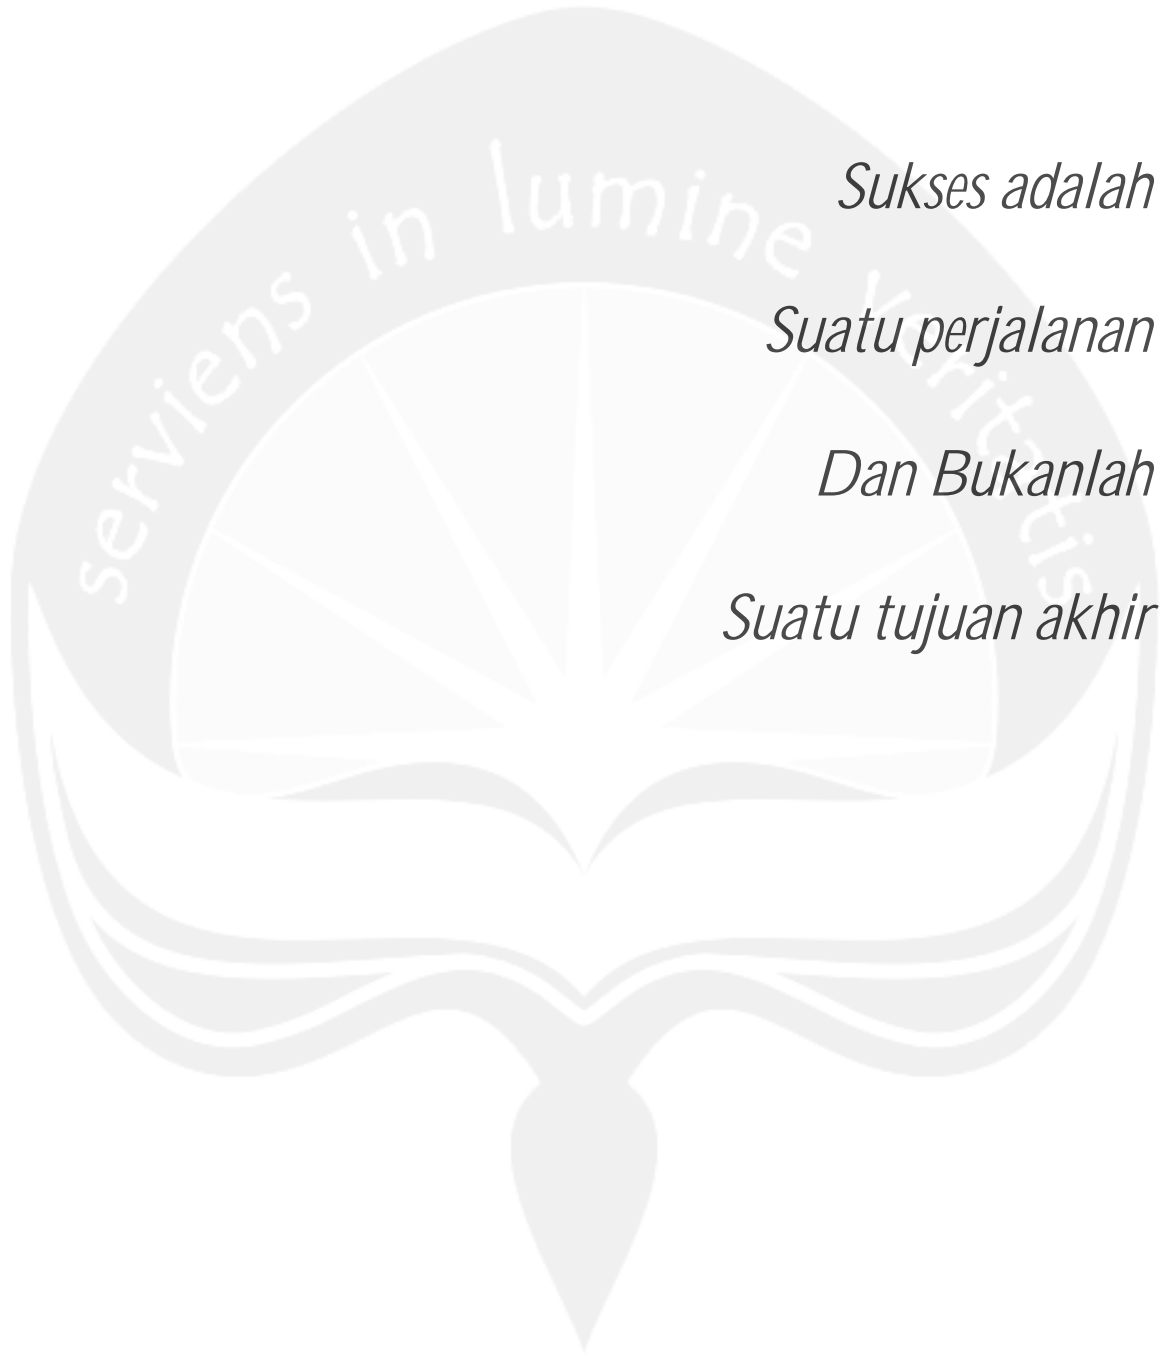 serviens in lumine veritatis
Sukses adalah
Suatu perjalanan
Dan Bukanlah
Suatu tujuan akhir